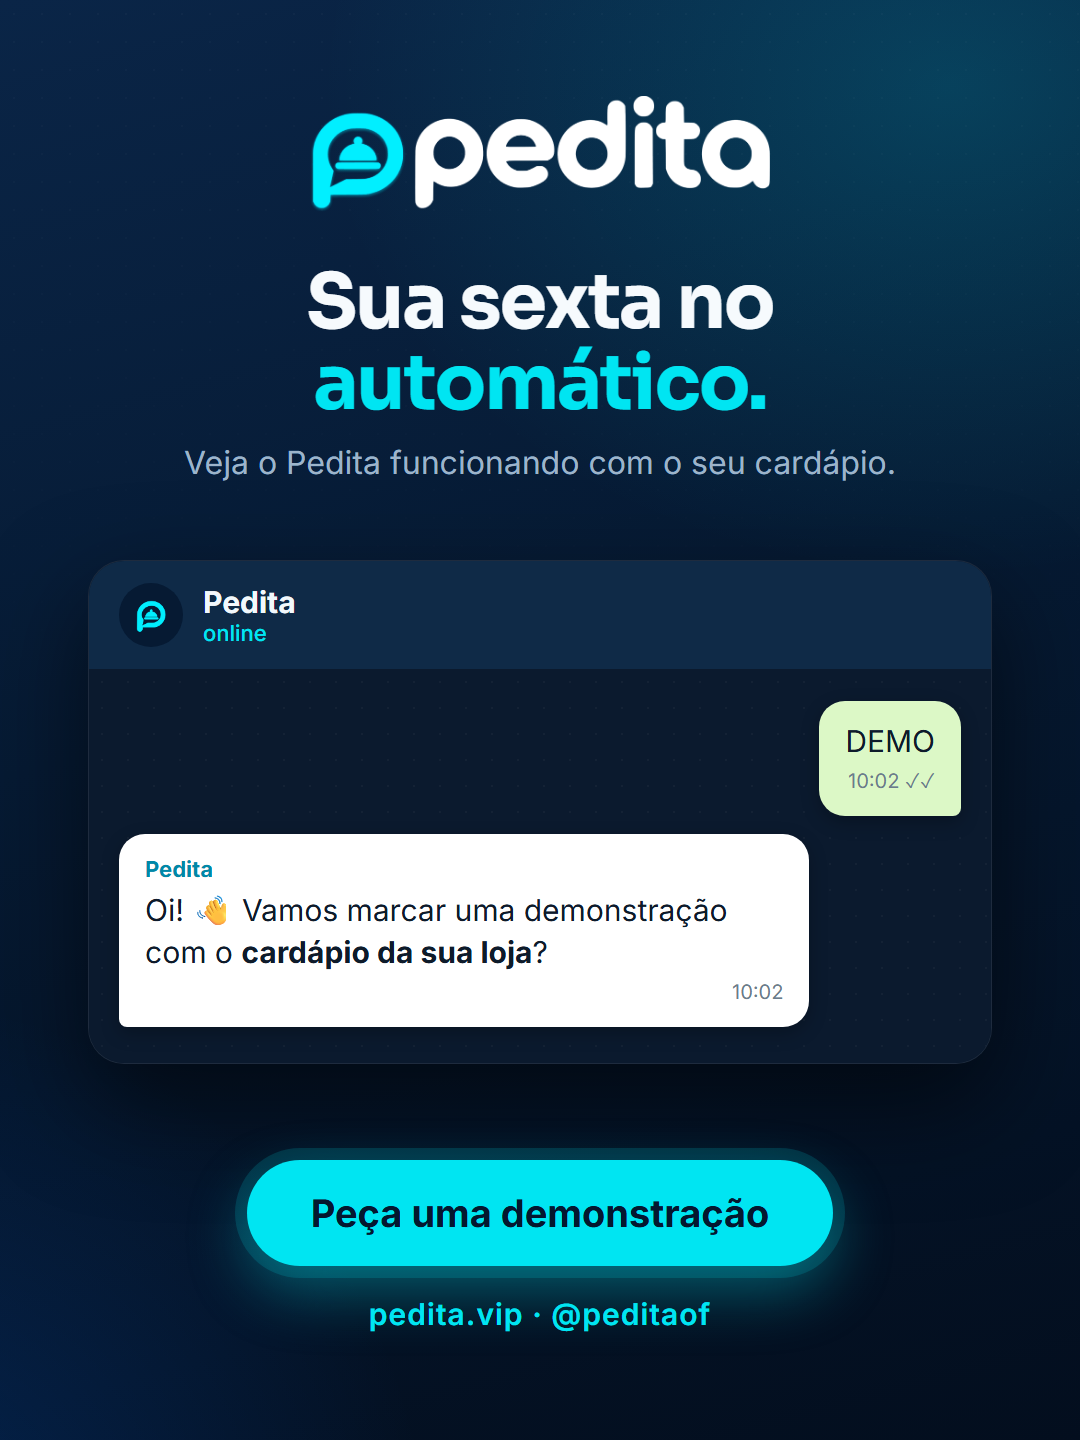 pedita
Sua sexta no
automático.
Veja o Pedita funcionando com o seu cardápio.
Pedita
online
DEMO
10:02 ✓✓
Pedita
Oi! 👋 Vamos marcar uma demonstração
com o cardápio da sua loja?
10:02
Peça uma demonstração
pedita.vip · @peditaof